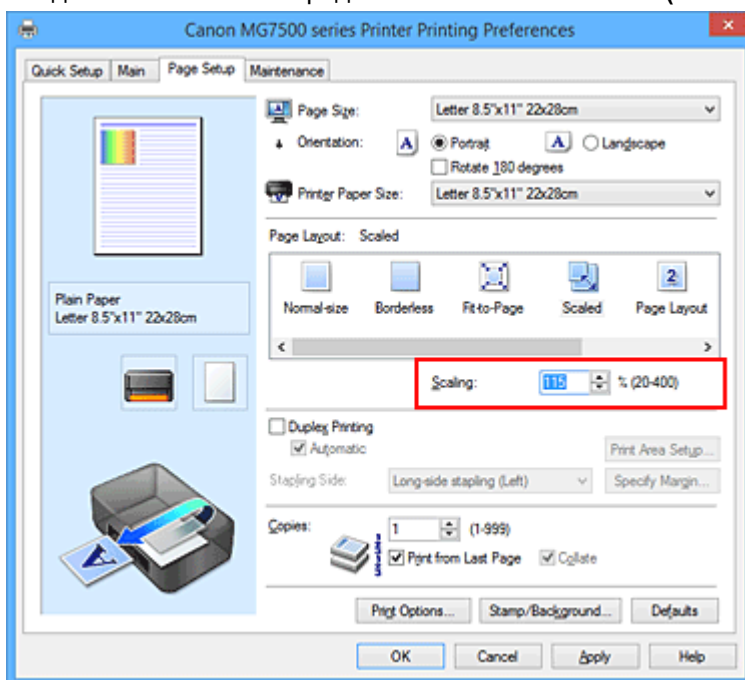 Canon MG7500 series Printer Printing Preferences
Quick Setup Main Page Setup Maintenance
Page Size: Letter 8.5"x11" 22x28cm
Orientation: A Portrait A Landscape
Rotate 180 degrees
Printer Paper Size: Letter 8.5"x11" 22x28cm
Page Layout: Scaled
Normal-size Borderless Fit-to-Page Scaled Page Layout
Plain Paper
Letter 8.5"x11" 22x28cm
Scaling: 115 % (20-400)
Duplex Printing
Automatic Print Area Setup...
Stapling Side: Long-side stapling (Left) Specify Margin...
Copies: 1 (1-999)
Print from Last Page Collate
Print Options... Stamp/Background... Defaults
OK Cancel Apply Help